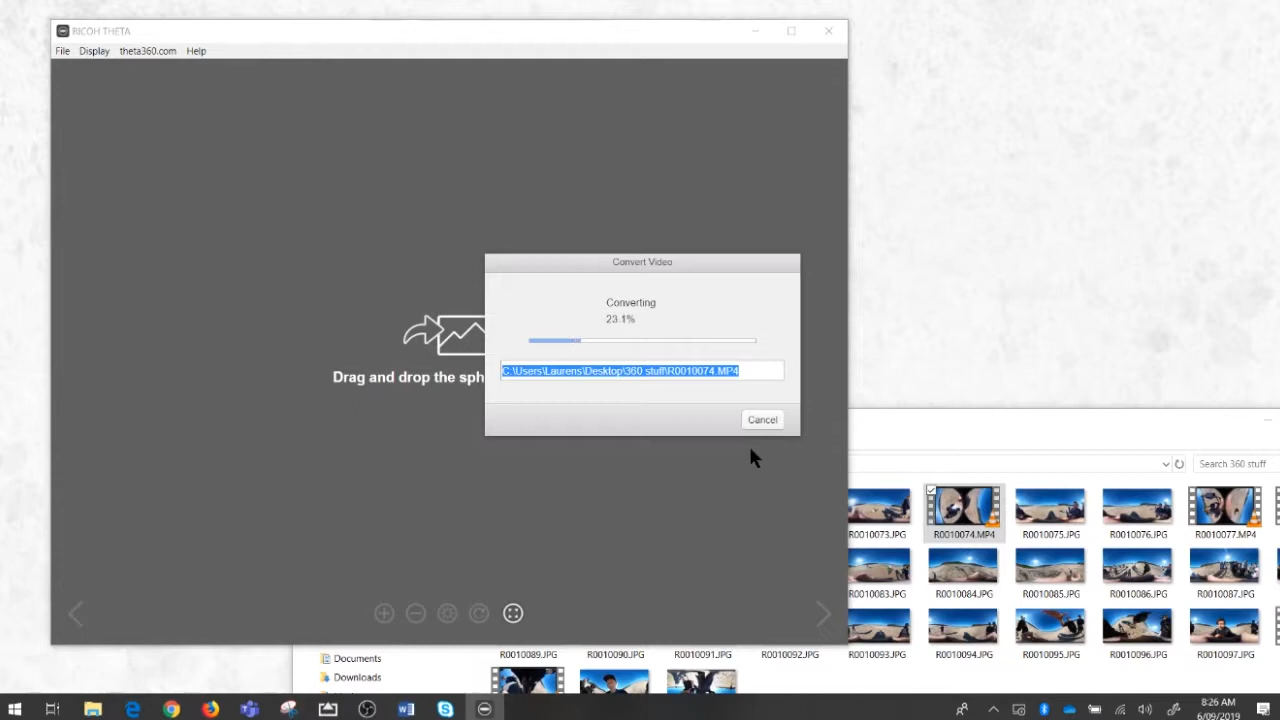 RICOH THETA
File Display theta360.com Help
Convert Video
Converting
23.1%
C:\Users\Laurens\Desktop\360 stuff\R0010074.MP4
Cancel
Drag and drop the sph
Search 360 stuff
R0010073.JPG R0010074.MP4 R0010075.JPG R0010076.JPG R0010077.MP4
R0010083.JPG R0010084.JPG R0010085.JPG R0010086.JPG R0010087.JPG
R0010089.JPG R0010090.JPG R0010091.JPG R0010092.JPG R0010093.JPG R0010094.JPG R0010095.JPG R0010096.JPG R0010097.JPG
Documents
Downloads
8:26 AM
6/09/2019